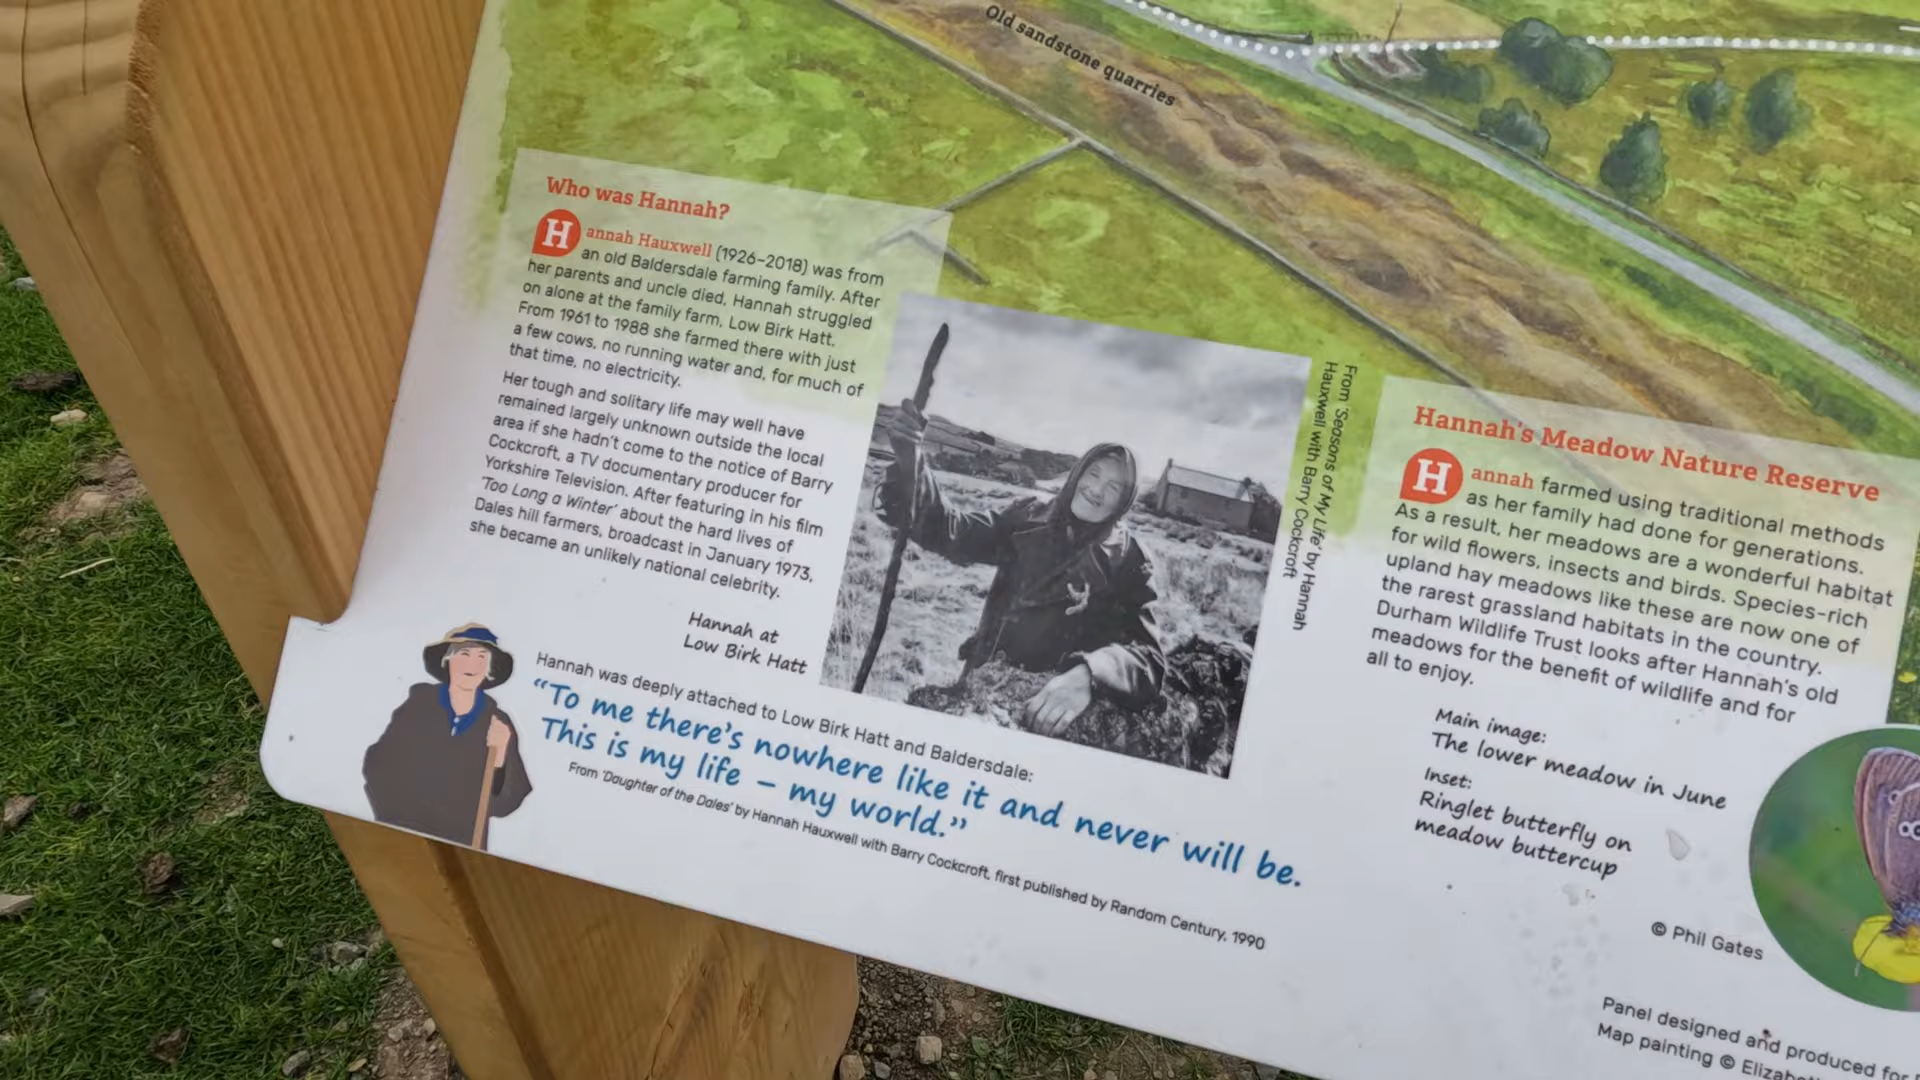 Old sandstone quarries
Who was Hannah?
Hannah Hauxwell (1926–2018) was from
an old Baldersdale farming family. After
her parents and uncle died, Hannah struggled
on alone at the family farm, Low Birk Hatt.
From 1961 to 1988 she farmed there with just
a few cows, no running water and, for much of
that time, no electricity.
Her tough and solitary life may well have
remained largely unknown outside the local
area if she hadn't come to the notice of Barry
Cockcroft, a TV documentary producer for
Yorkshire Television. After featuring in his film
'Too Long a Winter' about the hard lives of
Dales hill farmers, broadcast in January 1973,
she became an unlikely national celebrity.
Hannah at
Low Birk Hatt
From 'Seasons of My Life' by Hannah
Hauxwell with Barry Cockcroft
Hannah was deeply attached to Low Birk Hatt and Baldersdale:
“To me there's nowhere like it and never will be.
This is my life – my world.”
From 'Daughter of the Dales' by Hannah Hauxwell with Barry Cockcroft, first published by Random Century, 1990
Hannah's Meadow Nature Reserve
Hannah farmed using traditional methods
as her family had done for generations.
As a result, her meadows are a wonderful habitat
for wild flowers, insects and birds. Species-rich
upland hay meadows like these are now one of
the rarest grassland habitats in the country.
Durham Wildlife Trust looks after Hannah's old
meadows for the benefit of wildlife and for
all to enjoy.
Main image:
The lower meadow in June
Inset:
Ringlet butterfly on
meadow buttercup
© Phil Gates
Panel designed and produced for
Map painting ©